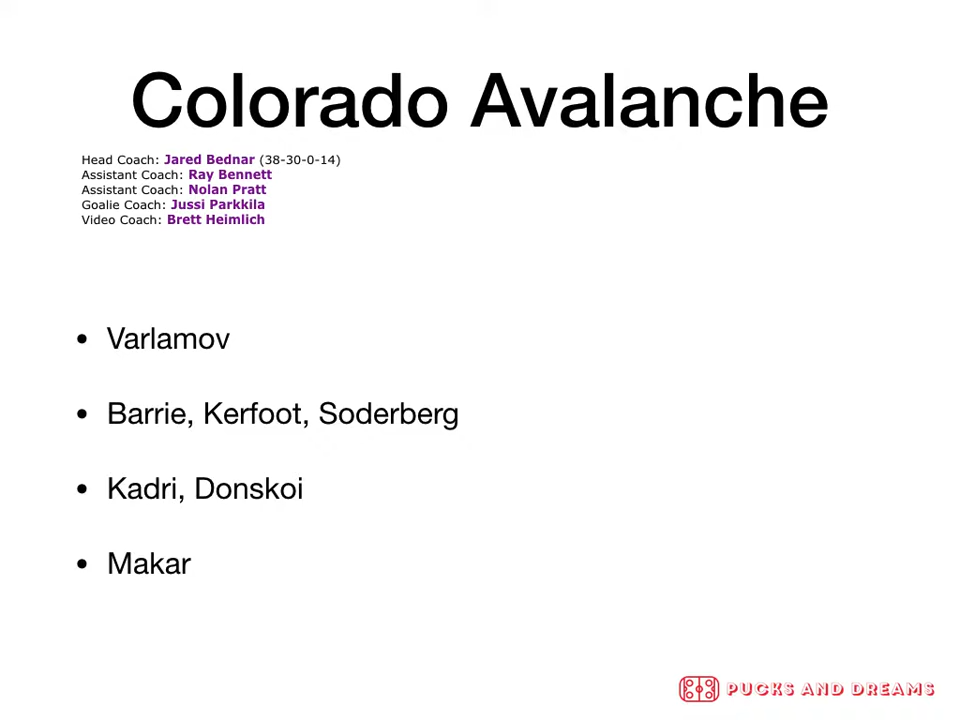 Colorado Avalanche
Head Coach: Jared Bednar (38-30-0-14)
Assistant Coach: Ray Bennett
Assistant Coach: Nolan Pratt
Goalie Coach: Jussi Parkkila
Video Coach: Brett Heimlich
• Varlamov
• Barrie, Kerfoot, Soderberg
• Kadri, Donskoi
• Makar
PUCKS AND DREAMS